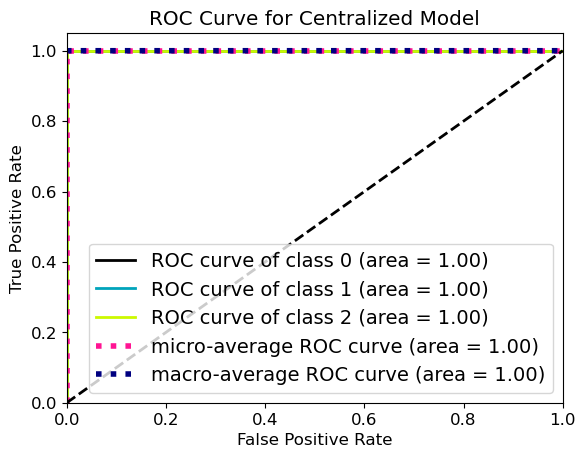 ROC Curve for Centralized Model
True Positive Rate
1.0
0.8
0.6
0.4
0.2
0.0
ROC curve of class 0 (area = 1.00)
ROC curve of class 1 (area = 1.00)
ROC curve of class 2 (area = 1.00)
micro-average ROC curve (area = 1.00)
macro-average ROC curve (area = 1.00)
0.0 0.2 0.4 0.6 0.8 1.0
False Positive Rate